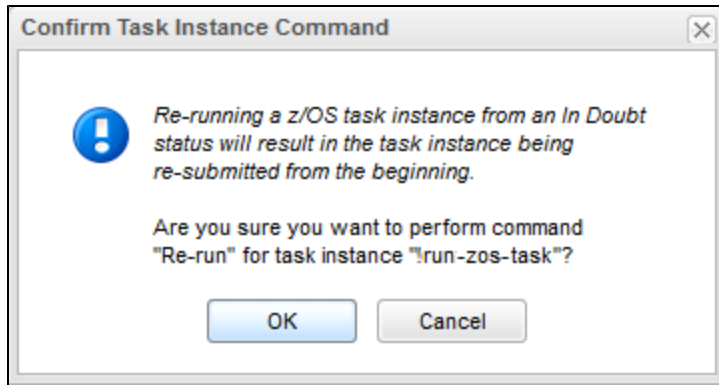 Confirm Task Instance Command
Re-running a z/OS task instance from an In Doubt
status will result in the task instance being
re-submitted from the beginning.
Are you sure you want to perform command
"Re-run" for task instance "!run-zos-task"?
OK
Cancel